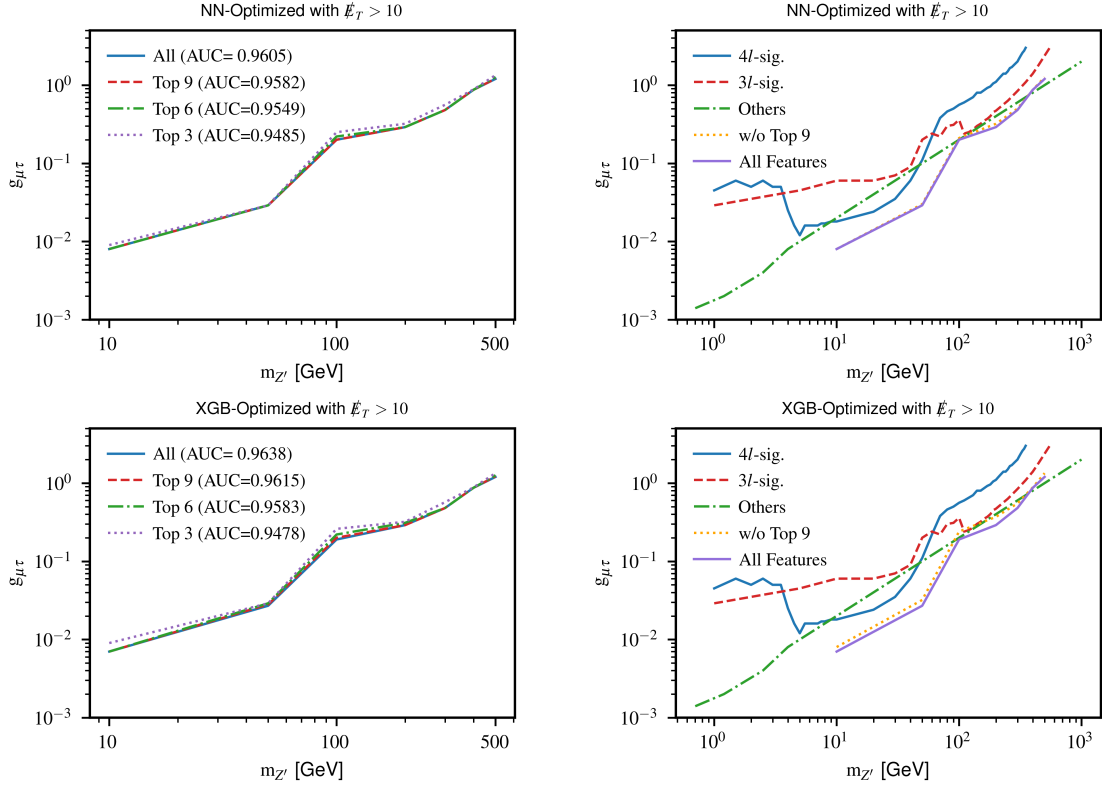 NN-Optimized with E̸_T > 10
All (AUC= 0.9605)
Top 9 (AUC=0.9582)
Top 6 (AUC=0.9549)
Top 3 (AUC=0.9485)
10^0
10^−1
10^−2
10^−3
g_μτ
10
100
500
m_Z′ [GeV]
NN-Optimized with E̸_T > 10
4l-sig.
3l-sig.
Others
w/o Top 9
All Features
10^0
10^−1
10^−2
10^−3
g_μτ
10^0
10^1
10^2
10^3
m_Z′ [GeV]
XGB-Optimized with E̸_T > 10
All (AUC= 0.9638)
Top 9 (AUC=0.9615)
Top 6 (AUC=0.9583)
Top 3 (AUC=0.9478)
10^0
10^−1
10^−2
10^−3
g_μτ
10
100
500
m_Z′ [GeV]
XGB-Optimized with E̸_T > 10
4l-sig.
3l-sig.
Others
w/o Top 9
All Features
10^0
10^−1
10^−2
10^−3
g_μτ
10^0
10^1
10^2
10^3
m_Z′ [GeV]